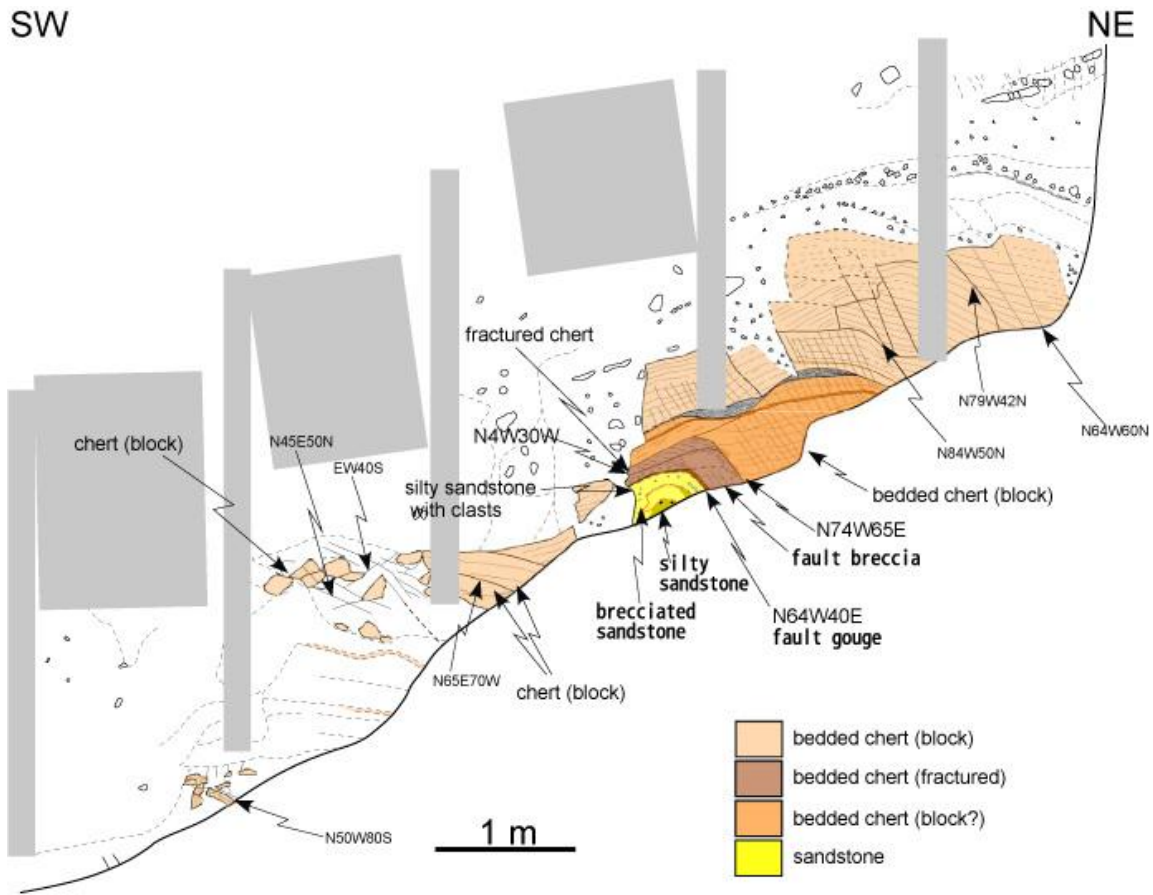 SW
NE
fractured chert
N4W30W
silty sandstone
with clasts
chert (block)
N45E50N
EW40S
N79W42N
N84W50N
N64W60N
bedded chert (block)
N74W65E
fault breccia
silty
sandstone
N64W40E
fault gouge
brecciated
sandstone
N65E70W
chert (block)
N50W80S
1 m
bedded chert (block)
bedded chert (fractured)
bedded chert (block?)
sandstone